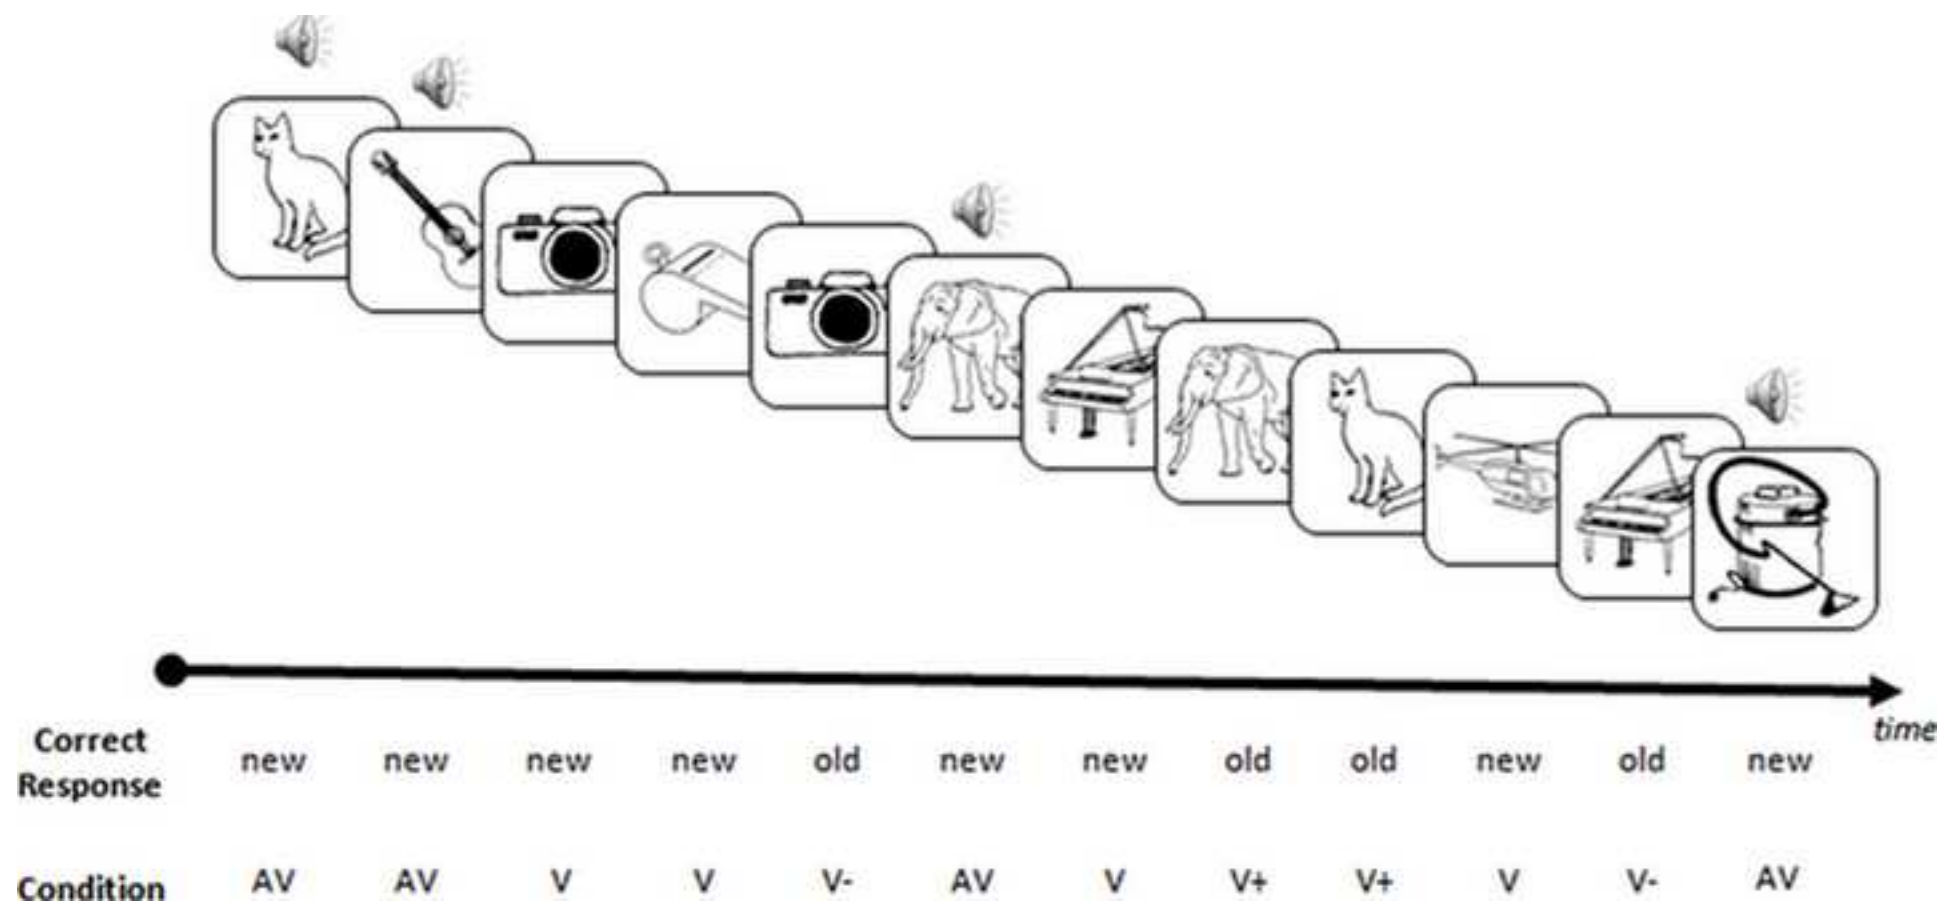 time
Correct Response new new new new old new new old old new old new
Condition AV AV V V V- AV V V+ V+ V V- AV